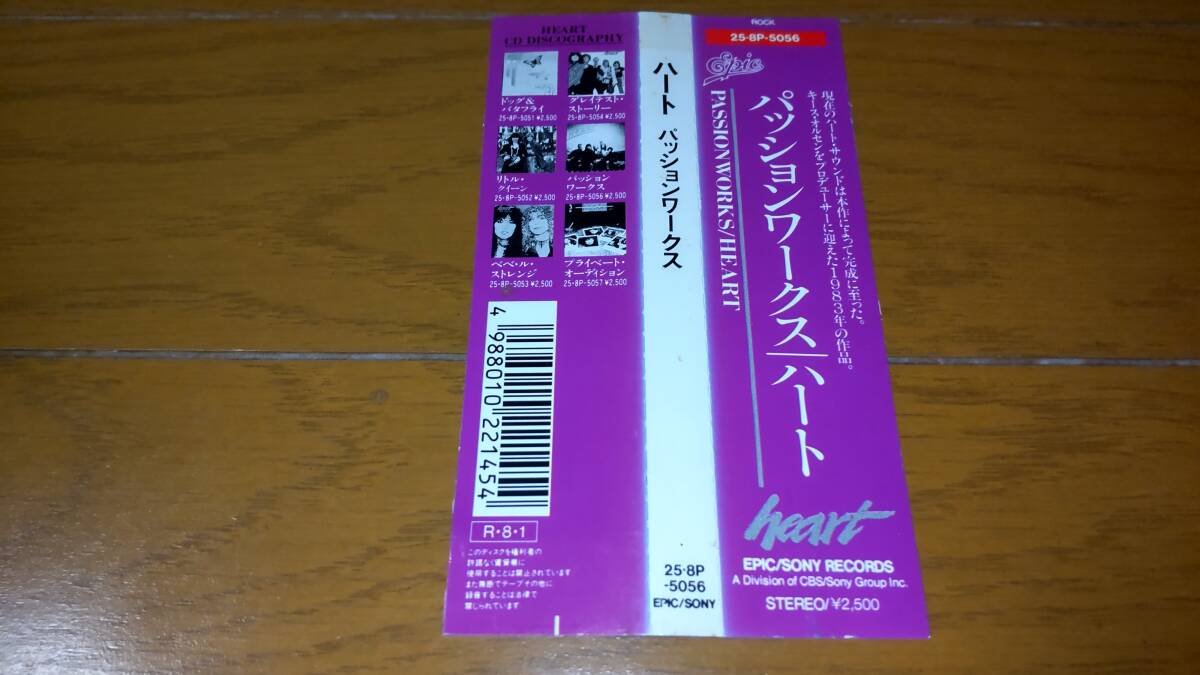 HEART
CD DISCOGRAPHY
ドッグ&
バタフライ
25·8P-5051 ¥2,500
グレイテスト・
ストーリー
25·8P-5054 ¥2,500
リトル・
クイーン
25·8P-5052 ¥2,500
パッション
ワークス
25·8P-5056 ¥2,500
ベベ・ル・
ストレンジ
25·8P-5053 ¥2,500
プライベート・
オーディション
25·8P-5057 ¥2,500
4 988010 221454
R・8・1
このディスクを権利者の
許諾なく賃貸業に
使用することは禁止されています
また無断でテープその他に
録音することは法律で
禁じられています
ハート パッションワークス
25·8P
-5056
EPIC/SONY
ROCK
25·8P-5056
Epic
現在のハート・サウンドは本作によって完成に至った。
キース・オルセンをプロデューサーに迎えた1983年の作品。
パッションワークス/ハート
PASSIONWORKS/HEART
heart
EPIC/SONY RECORDS
A Division of CBS/Sony Group Inc.
STEREO/¥2,500